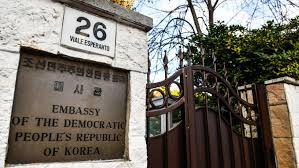 26
VIALE ESPERANTO
조선민주주의인민공화국
대 사 관
EMBASSY
OF THE DEMOCRATIC
PEOPLE'S REPUBLIC
OF KOREA